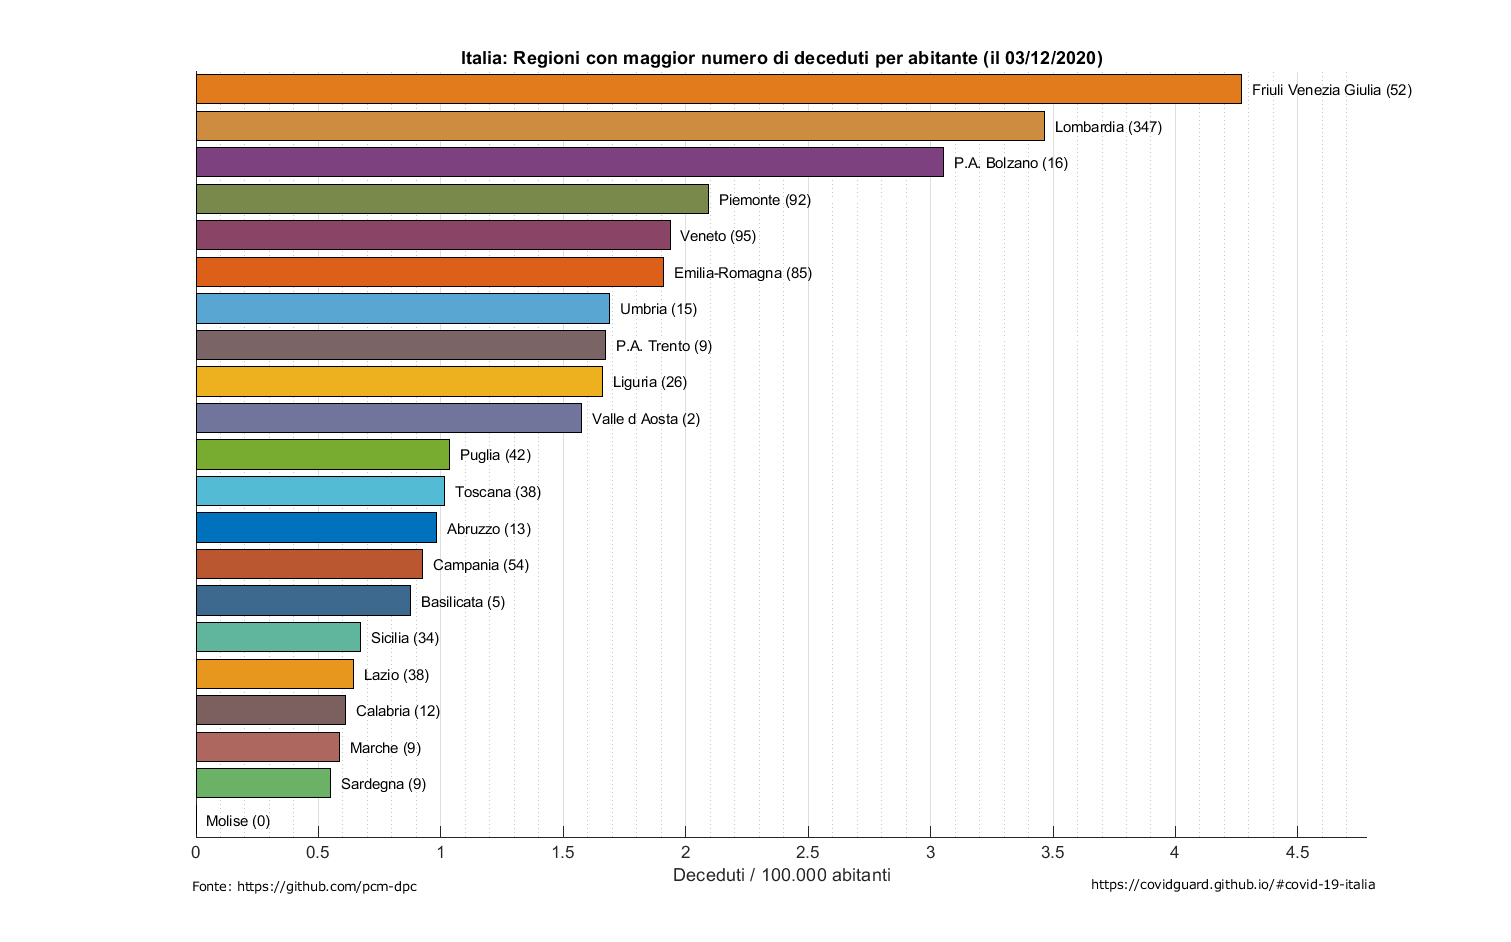 Italia: Regioni con maggior numero di deceduti per abitante (il 03/12/2020)
Friuli Venezia Giulia (52)
Lombardia (347)
P.A. Bolzano (16)
Piemonte (92)
Veneto (95)
Emilia-Romagna (85)
Umbria (15)
P.A. Trento (9)
Liguria (26)
Valle d Aosta (2)
Puglia (42)
Toscana (38)
Abruzzo (13)
Campania (54)
Basilicata (5)
Sicilia (34)
Lazio (38)
Calabria (12)
Marche (9)
Sardegna (9)
Molise (0)
0 0.5 1 1.5 2 2.5 3 3.5 4 4.5
Deceduti / 100.000 abitanti
Fonte: https://github.com/pcm-dpc
https://covidguard.github.io/#covid-19-italia